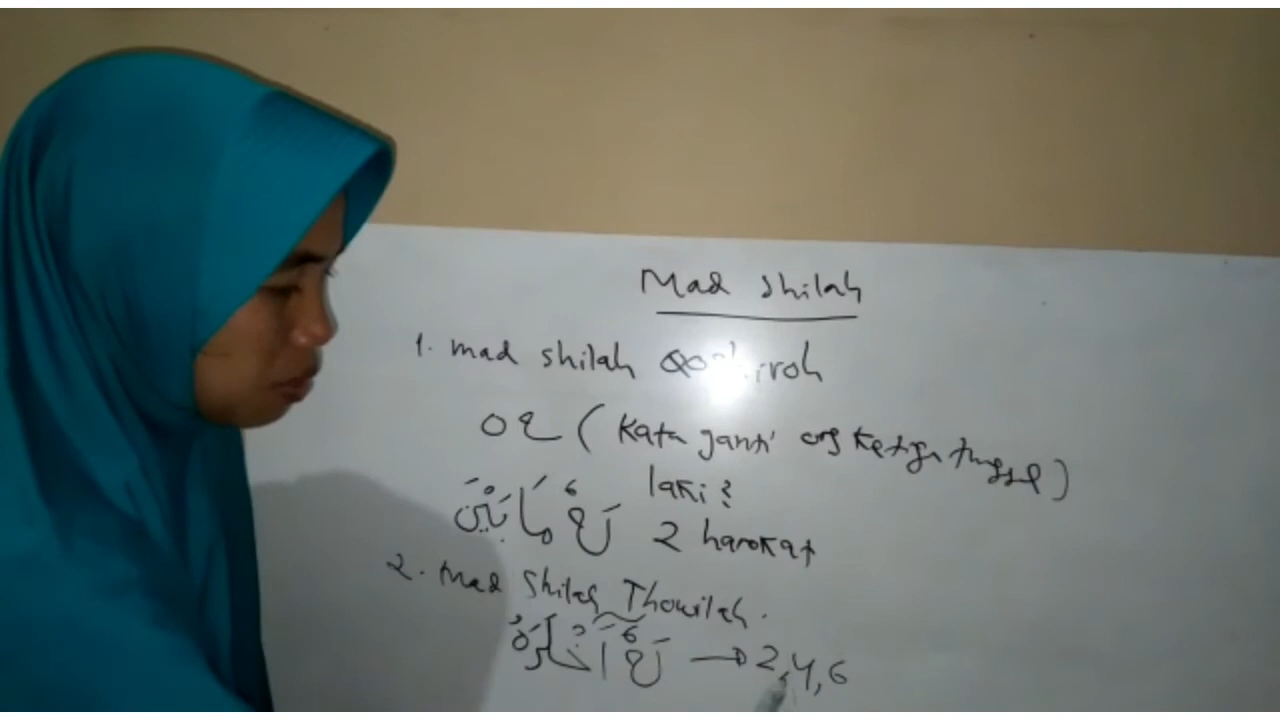 Mad shilah
1. mad shilah Qoshiroh
ه ه ( kata ganti org ketiga tunggal )
laki²
لَهٗ مَا بَيْنَ 2 harokat
2. Mad Shilah Thowilah.
لَهٗٓ أَخْلَدَهُ → 2,4,6